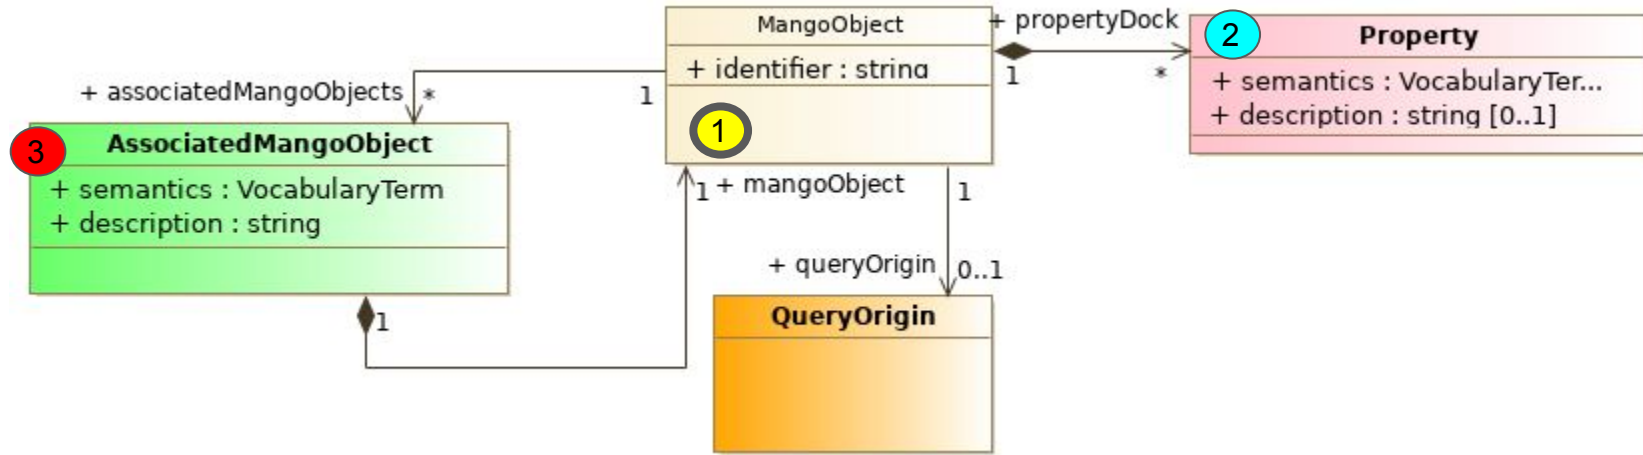 MangoObject
+ identifier : string
1
+ propertyDock
1
*
2
Property
+ semantics : VocabularyTer...
+ description : string [0..1]
+ associatedMangoObjects
*
1
3
AssociatedMangoObject
+ semantics : VocabularyTerm
+ description : string
1
1
+ mangoObject
1
+ queryOrigin
0..1
QueryOrigin